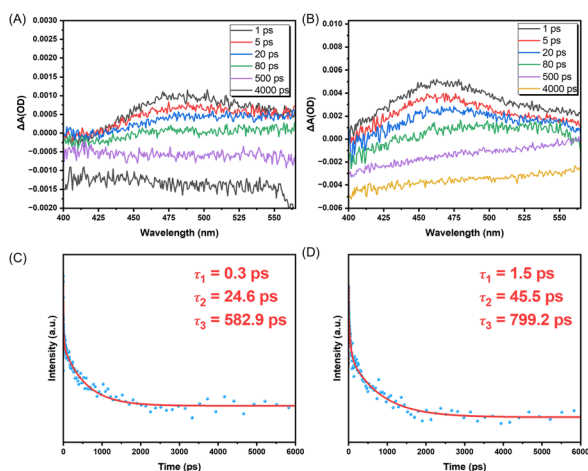 (A)
0.0030
0.0025
0.0020
0.0015
0.0010
0.0005
0.0000
-0.0005
-0.0010
-0.0015
-0.0020
ΔA(OD)
400
425
450
475
500
525
550
Wavelength (nm)
1 ps
5 ps
20 ps
80 ps
500 ps
4000 ps
(B)
0.010
0.008
0.006
0.004
0.002
0.000
-0.002
-0.004
-0.006
ΔA(OD)
400
425
450
475
500
525
550
Wavelength (nm)
1 ps
5 ps
20 ps
80 ps
500 ps
4000 ps
(C)
τ1 = 0.3 ps
τ2 = 24.6 ps
τ3 = 582.9 ps
Intensity (a.u.)
0
1000
2000
3000
4000
5000
6000
Time (ps)
(D)
τ1 = 1.5 ps
τ2 = 45.5 ps
τ3 = 799.2 ps
Intensity (a.u.)
0
1000
2000
3000
4000
5000
6000
Time (ps)